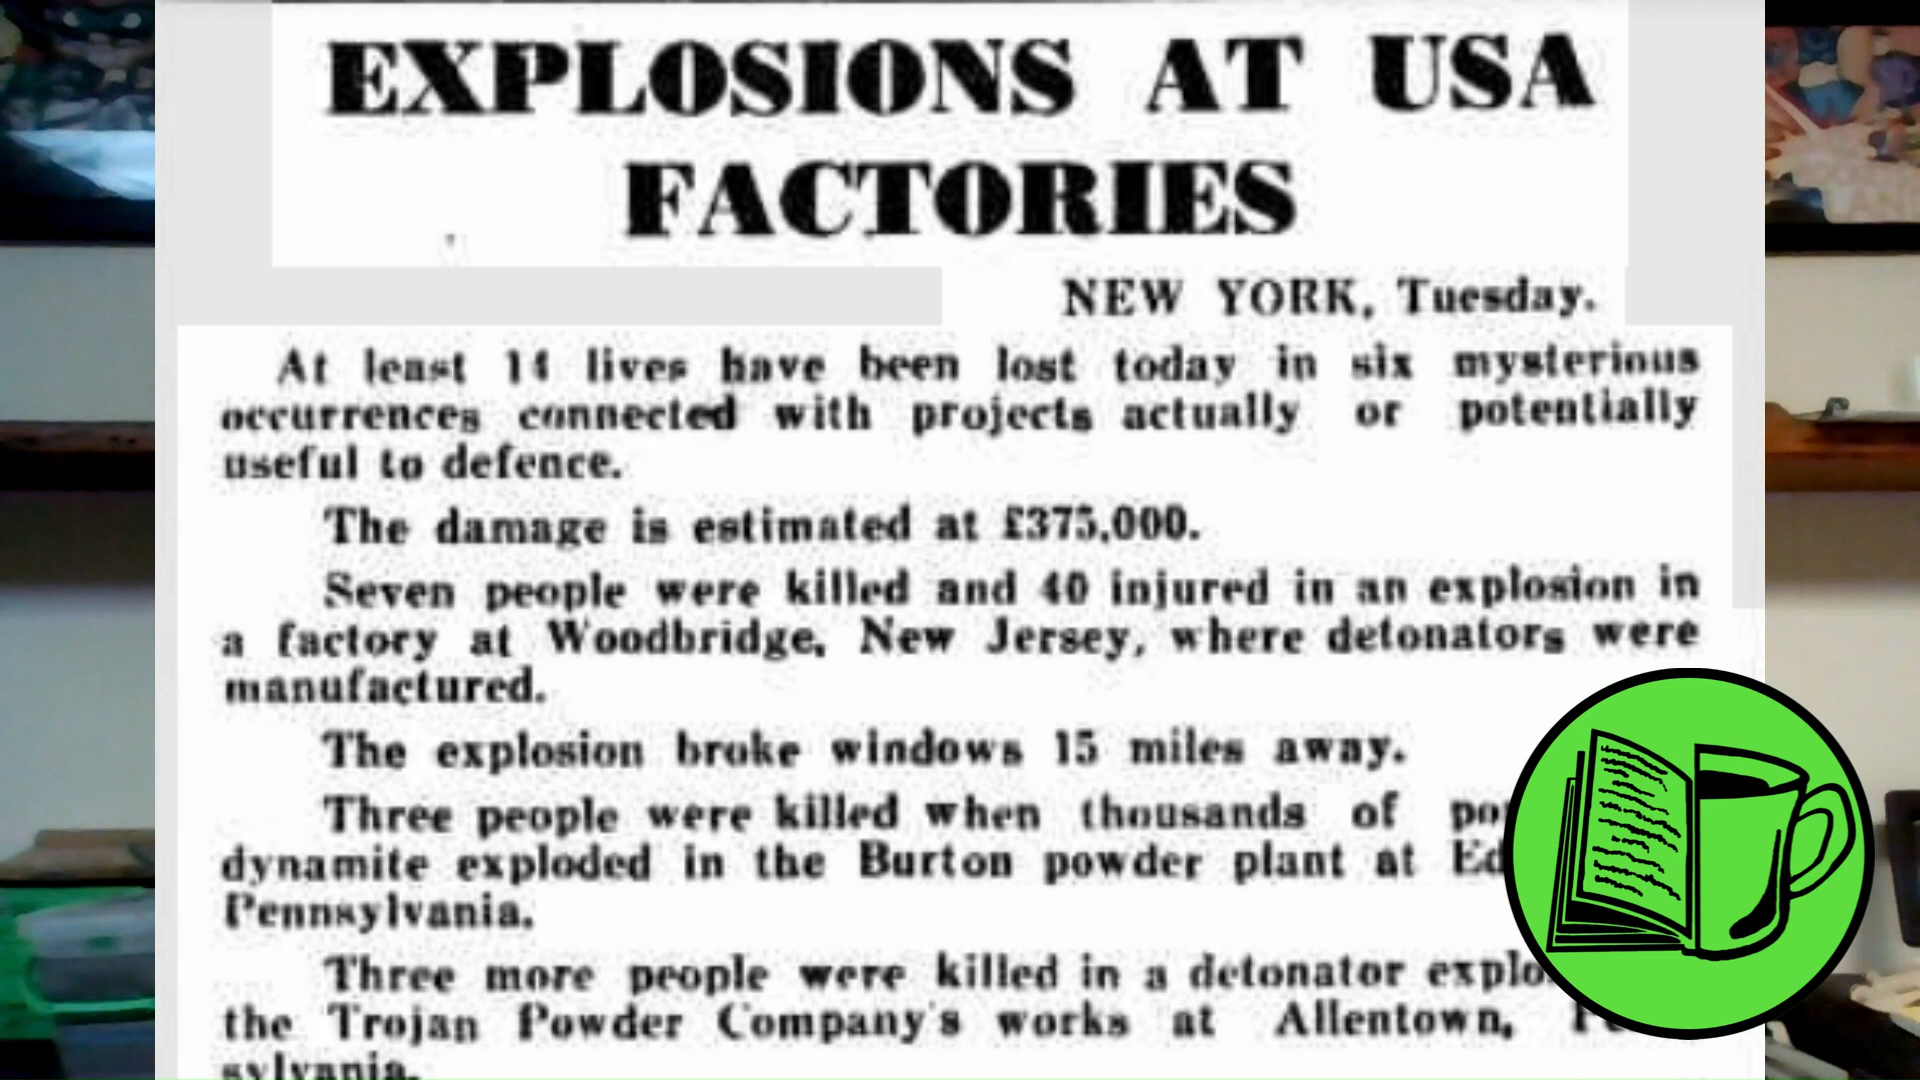 EXPLOSIONS AT USA
FACTORIES
NEW YORK, Tuesday.
At least 14 lives have been lost today in six mysterious
occurrences connected with projects actually or potentially
useful to defence.
The damage is estimated at £375,000.
Seven people were killed and 40 injured in an explosion in
a factory at Woodbridge, New Jersey, where detonators were
manufactured.
The explosion broke windows 15 miles away.
Three people were killed when thousands of
dynamite exploded in the Burton powder plant at
Pennsylvania.
Three more people were killed in a detonator
the Trojan Powder Company's works at Allentown,
sylvania.